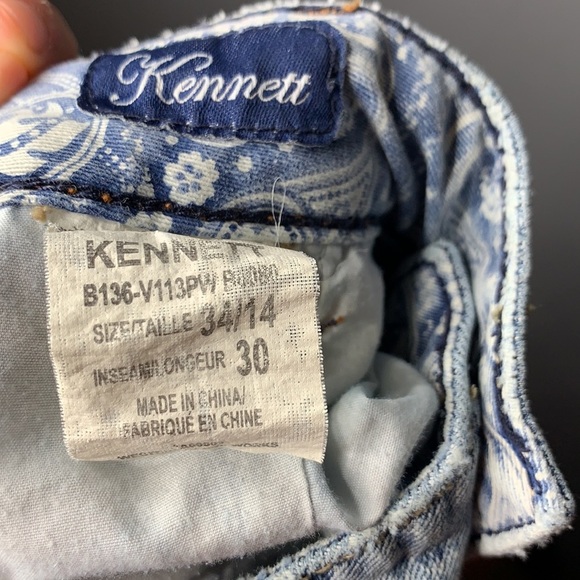 Kennett
KENNETT
B136-V113PW
SIZE/TAILLE 34/14
INSEAM/LONGEUR 30
MADE IN CHINA/
FABRIQUÉ EN CHINE